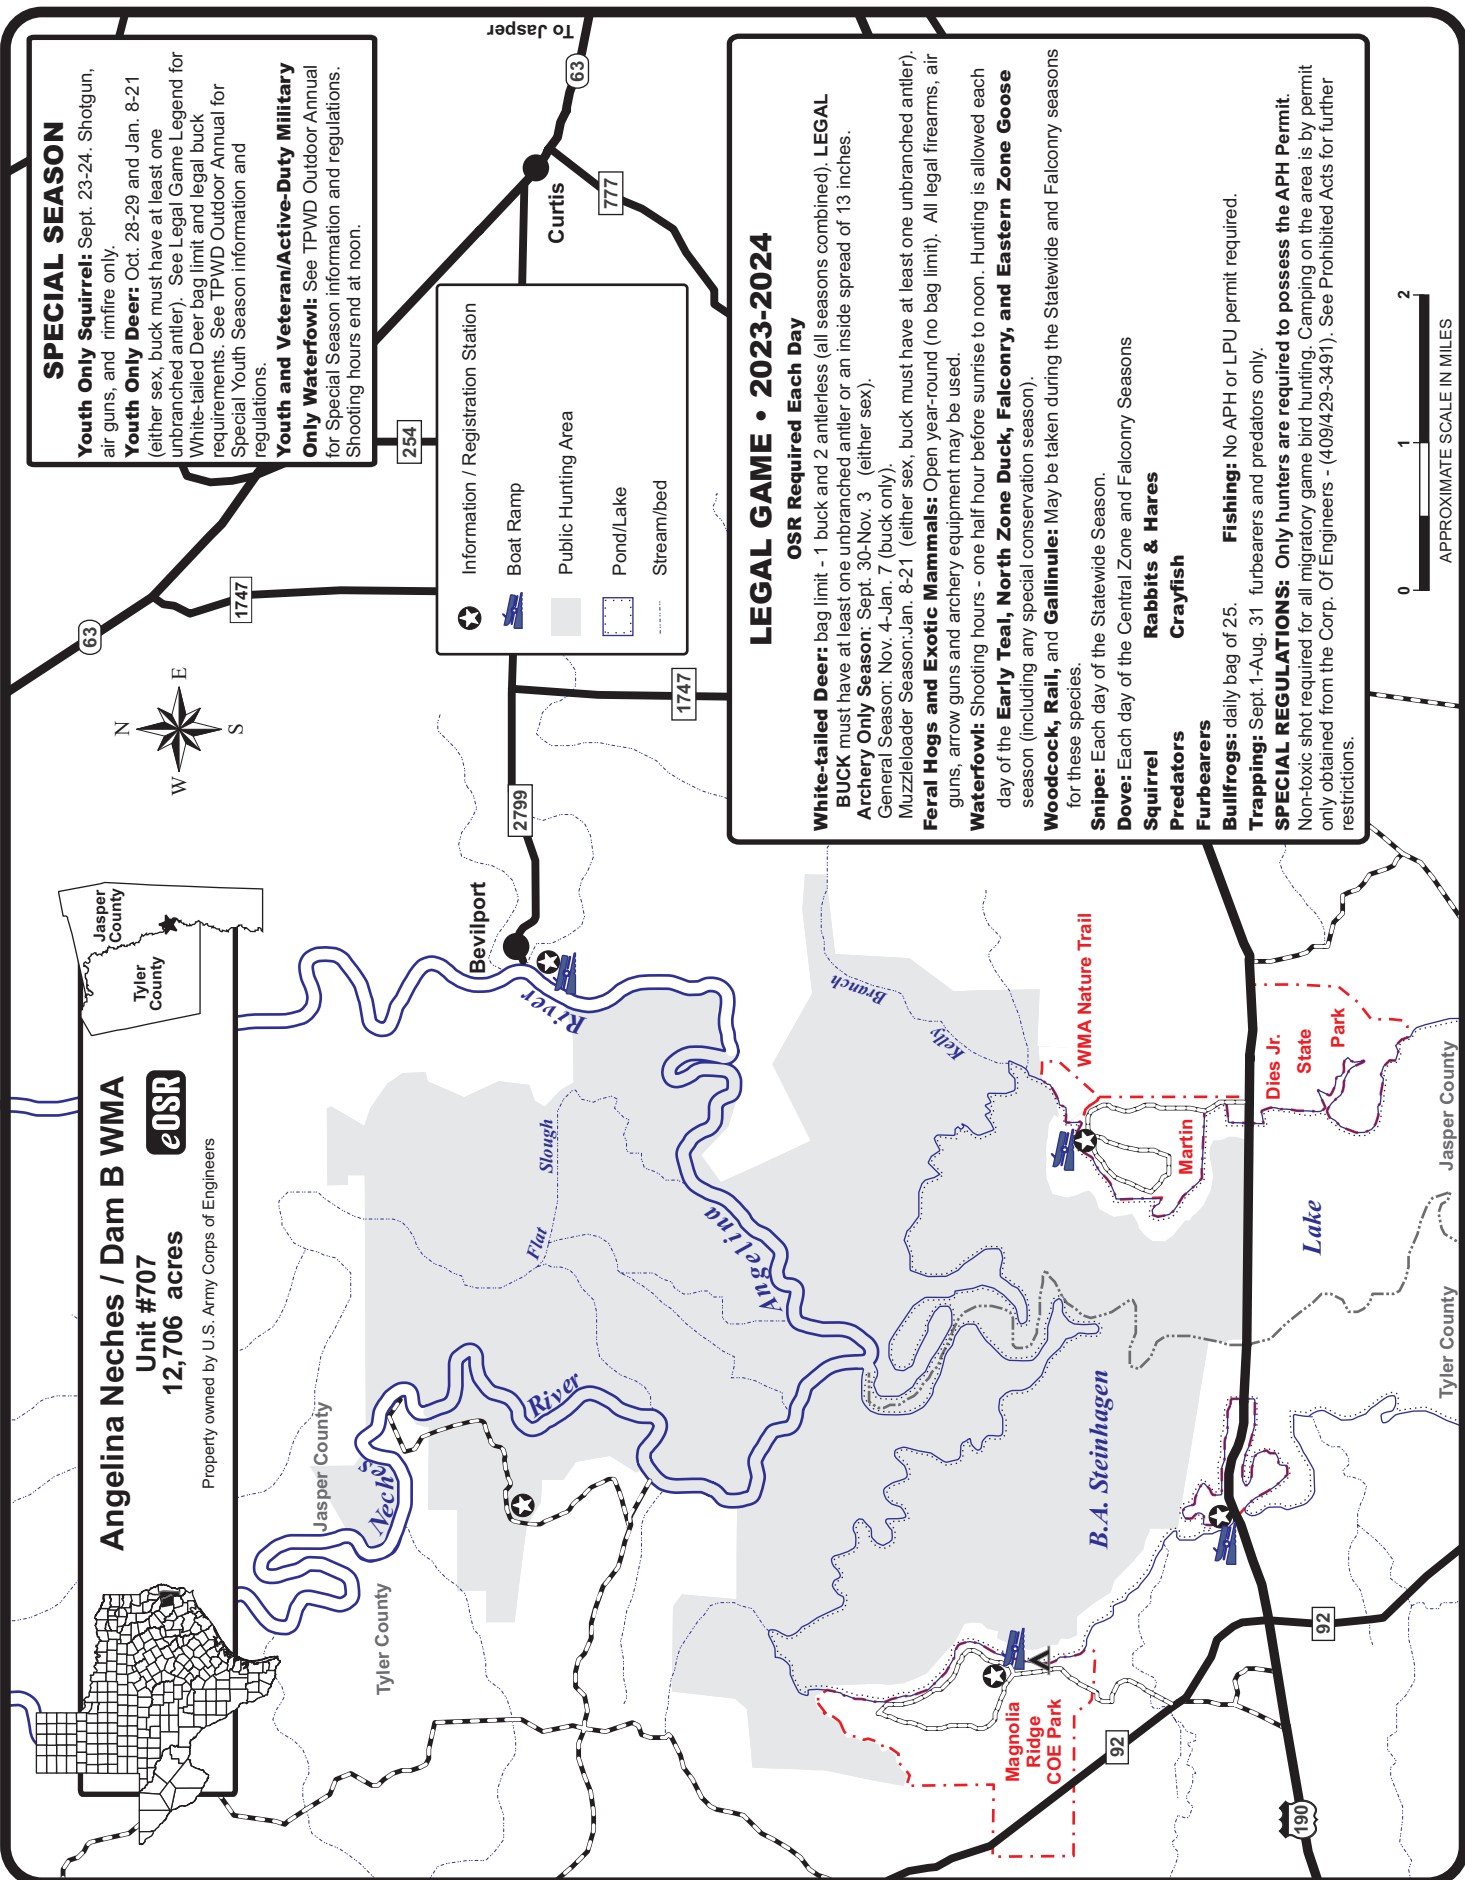 Angelina Neches / Dam B WMA
Unit #707
12,706 acres
eOSR
Property owned by U.S. Army Corps of Engineers
Tyler
County
Jasper
County
N
W
E
S
SPECIAL SEASON
Youth Only Squirrel: Sept. 23-24. Shotgun,
air guns, and rimfire only.
Youth Only Deer: Oct. 28-29 and Jan. 8-21
(either sex, buck must have at least one
unbranched antler). See Legal Game Legend for
White-tailed Deer bag limit and legal buck
requirements. See TPWD Outdoor Annual for
Special Youth Season information and
regulations.
Youth and Veteran/Active-Duty Military
Only Waterfowl: See TPWD Outdoor Annual
for Special Season information and regulations.
Shooting hours end at noon.
Information / Registration Station
Boat Ramp
Public Hunting Area
Pond/Lake
Stream/bed
LEGAL GAME • 2023-2024
OSR Required Each Day
White-tailed Deer: bag limit - 1 buck and 2 antlerless (all seasons combined). LEGAL
BUCK must have at least one unbranched antler or an inside spread of 13 inches.
Archery Only Season: Sept. 30-Nov. 3 (either sex).
General Season: Nov. 4-Jan. 7 (buck only).
Muzzleloader Season:Jan. 8-21 (either sex, buck must have at least one unbranched antler).
Feral Hogs and Exotic Mammals: Open year-round (no bag limit). All legal firearms, air
guns, arrow guns and archery equipment may be used.
Waterfowl: Shooting hours - one half hour before sunrise to noon. Hunting is allowed each
day of the Early Teal, North Zone Duck, Falconry, and Eastern Zone Goose
season (including any special conservation season).
Woodcock, Rail, and Gallinule: May be taken during the Statewide and Falconry seasons
for these species.
Snipe: Each day of the Statewide Season.
Dove: Each day of the Central Zone and Falconry Seasons
Squirrel Rabbits & Hares
Predators Crayfish
Furbearers
Bullfrogs: daily bag of 25. Fishing: No APH or LPU permit required.
Trapping: Sept.1-Aug. 31 furbearers and predators only.
SPECIAL REGULATIONS: Only hunters are required to possess the APH Permit.
Non-toxic shot required for all migratory game bird hunting. Camping on the area is by permit
only obtained from the Corp. Of Engineers - (409/429-3491). See Prohibited Acts for further
restrictions.
0 1 2
APPROXIMATE SCALE IN MILES
63
1747
254
To Jasper
63
Curtis
777
1747
2799
Bevilport
Jasper County
Tyler County
Neches
River
River
Angelina
Flat
Slough
Kelly
Branch
WMA Nature Trail
Martin
Dies Jr.
State
Park
B.A. Steinhagen
Lake
Magnolia
Ridge
COE Park
92
92
190
Tyler County
Jasper County